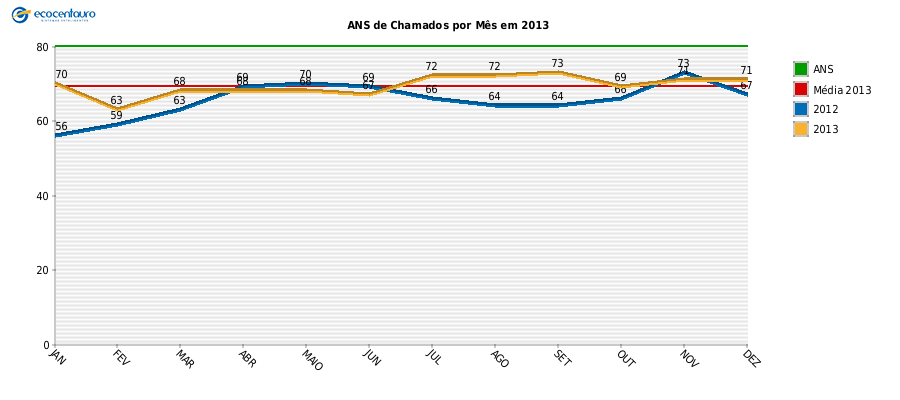 ecocentauro
ANS de Chamados por Mês em 2013
80
60
40
20
0
70
63
68
69
68
70
68
69
67
72
72
73
69
73
71
71
56
59
63
66
64
64
66
67
JAN
FEV
MAR
ABR
MAIO
JUN
JUL
AGO
SET
OUT
NOV
DEZ
ANS
Média 2013
2012
2013